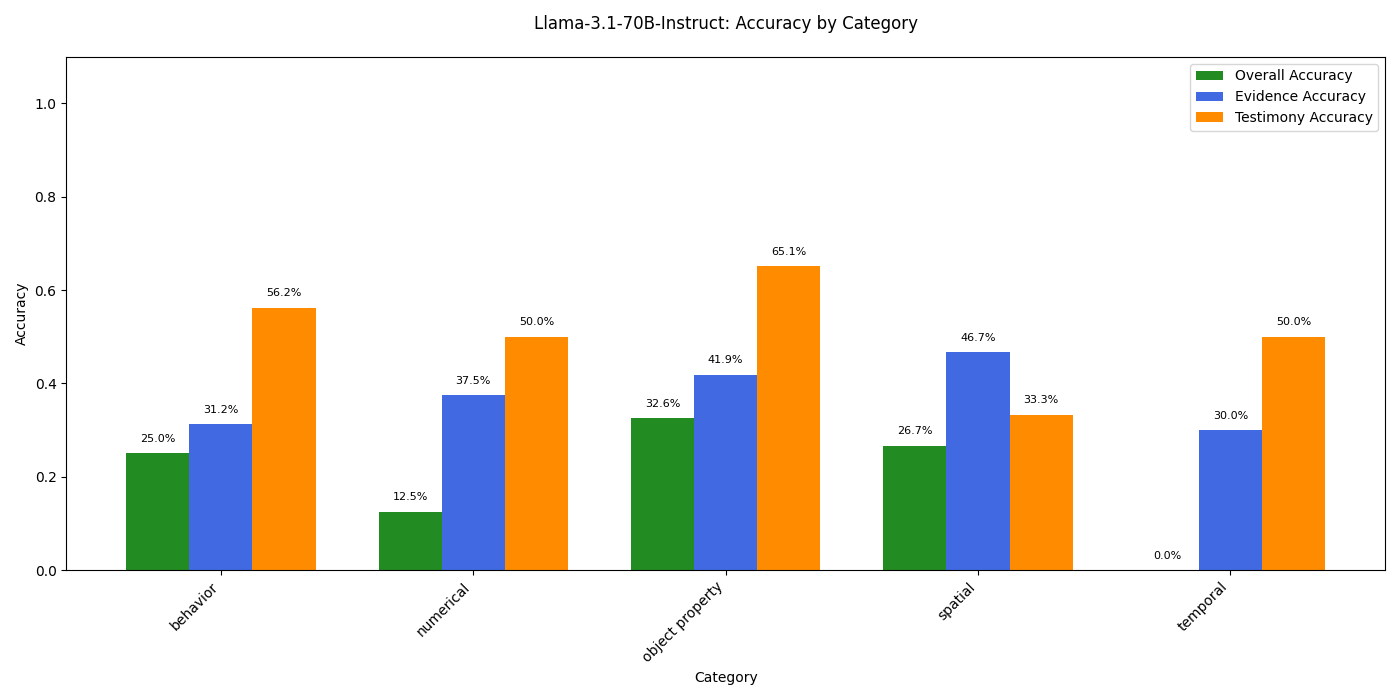 Llama-3.1-70B-Instruct: Accuracy by Category
Overall Accuracy
Evidence Accuracy
Testimony Accuracy
Accuracy
1.0
0.8
0.6
0.4
0.2
0.0
25.0%
31.2%
56.2%
12.5%
37.5%
50.0%
32.6%
41.9%
65.1%
26.7%
46.7%
33.3%
0.0%
30.0%
50.0%
behavior
numerical
object property
spatial
temporal
Category